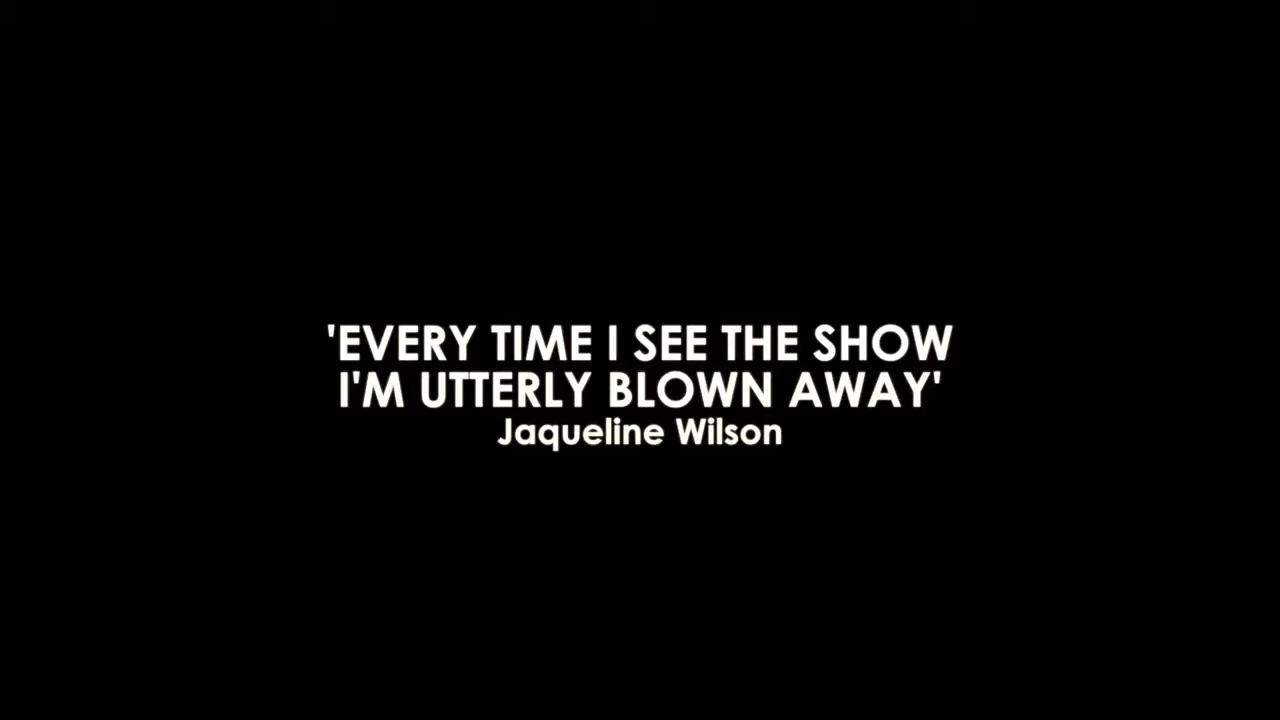 'EVERY TIME I SEE THE SHOW
I'M UTTERLY BLOWN AWAY'
Jaqueline Wilson